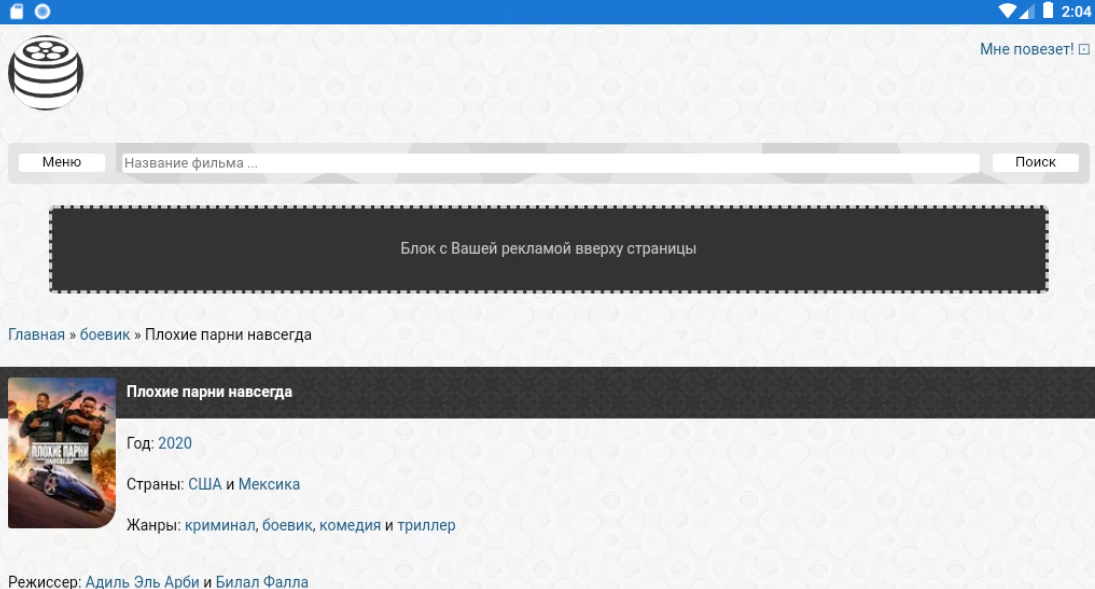 2:04
Мне повезет! ⚀
Меню
Название фильма ...
Поиск
Блок с Вашей рекламой вверху страницы
Главная » боевик » Плохие парни навсегда
Плохие парни навсегда
ПЛОХИЕ ПАРНИ
Год: 2020
Страны: США и Мексика
Жанры: криминал, боевик, комедия и триллер
Режиссер: Адиль Эль Арби и Билал Фалла